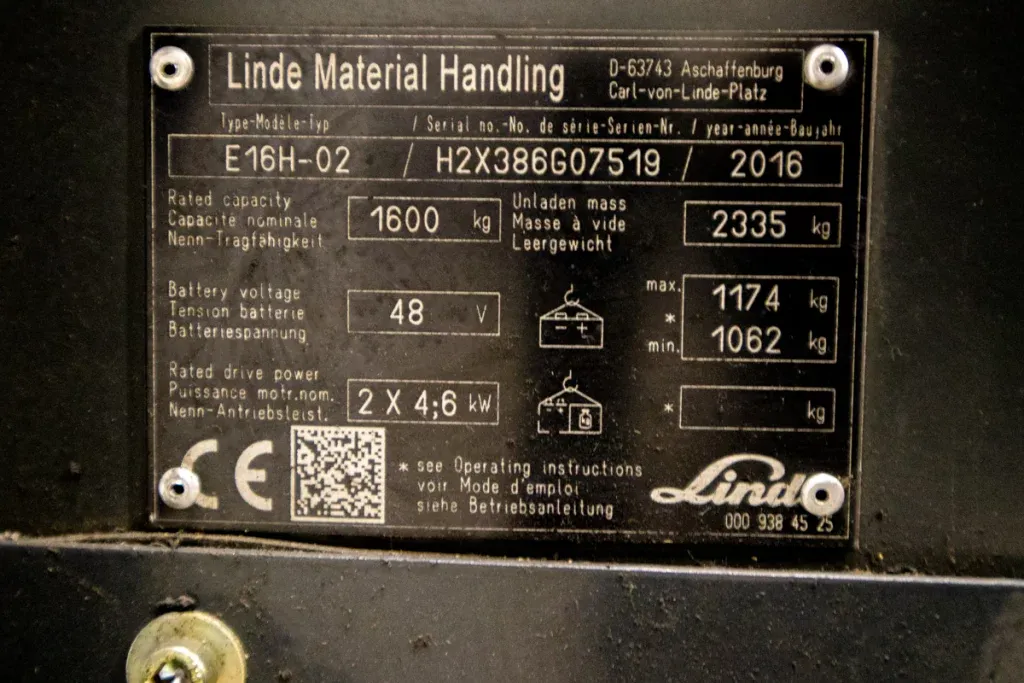 Linde Material Handling
D-63743 Aschaffenburg
Carl-von-Linde-Platz
Type-Modèle-Typ / Serial no.-No. de série-Serien-Nr. / year-année-Baujahr
E16H-02 / H2X386G07519 / 2016
Rated capacity
Capacité nominale
Nenn-Tragfähigkeit
1600 kg
Unladen mass
Masse à vide
Leergewicht
2335 kg
Battery voltage
Tension batterie
Batteriespannung
48 V
- +
max. 1174 kg
*
min. 1062 kg
Rated drive power
Puissance motr.nom.
Nenn-Antriebsleist.
2 X 4;6 kW
- +
kg
* kg
CE
* see Operating instructions
voir Mode d'emploi
siehe Betriebsanleitung
Linde
000 938 45 25